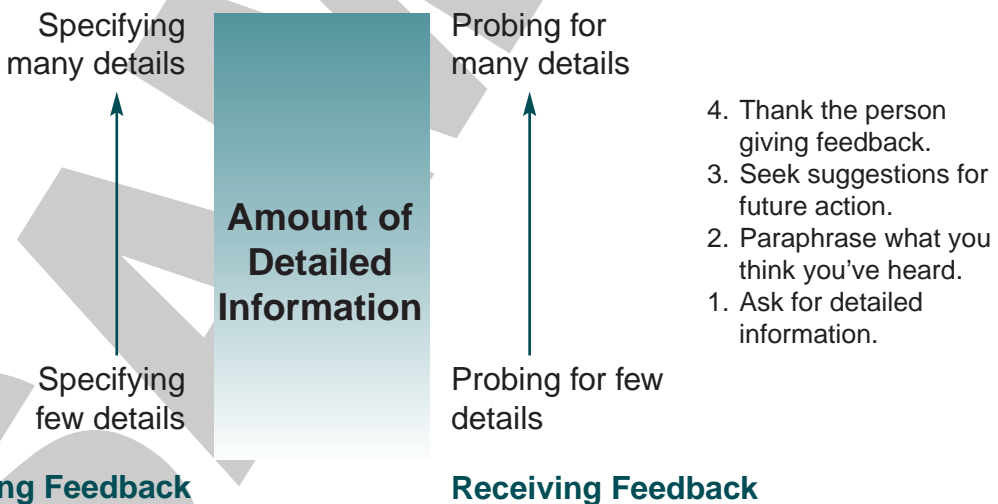 Specifying
many details
Specifying
few details
ng Feedback
Amount of
Detailed
Information
Probing for
many details
Probing for few
details
Receiving Feedback
4. Thank the person
giving feedback.
3. Seek suggestions for
future action.
2. Paraphrase what you
think you've heard.
1. Ask for detailed
information.